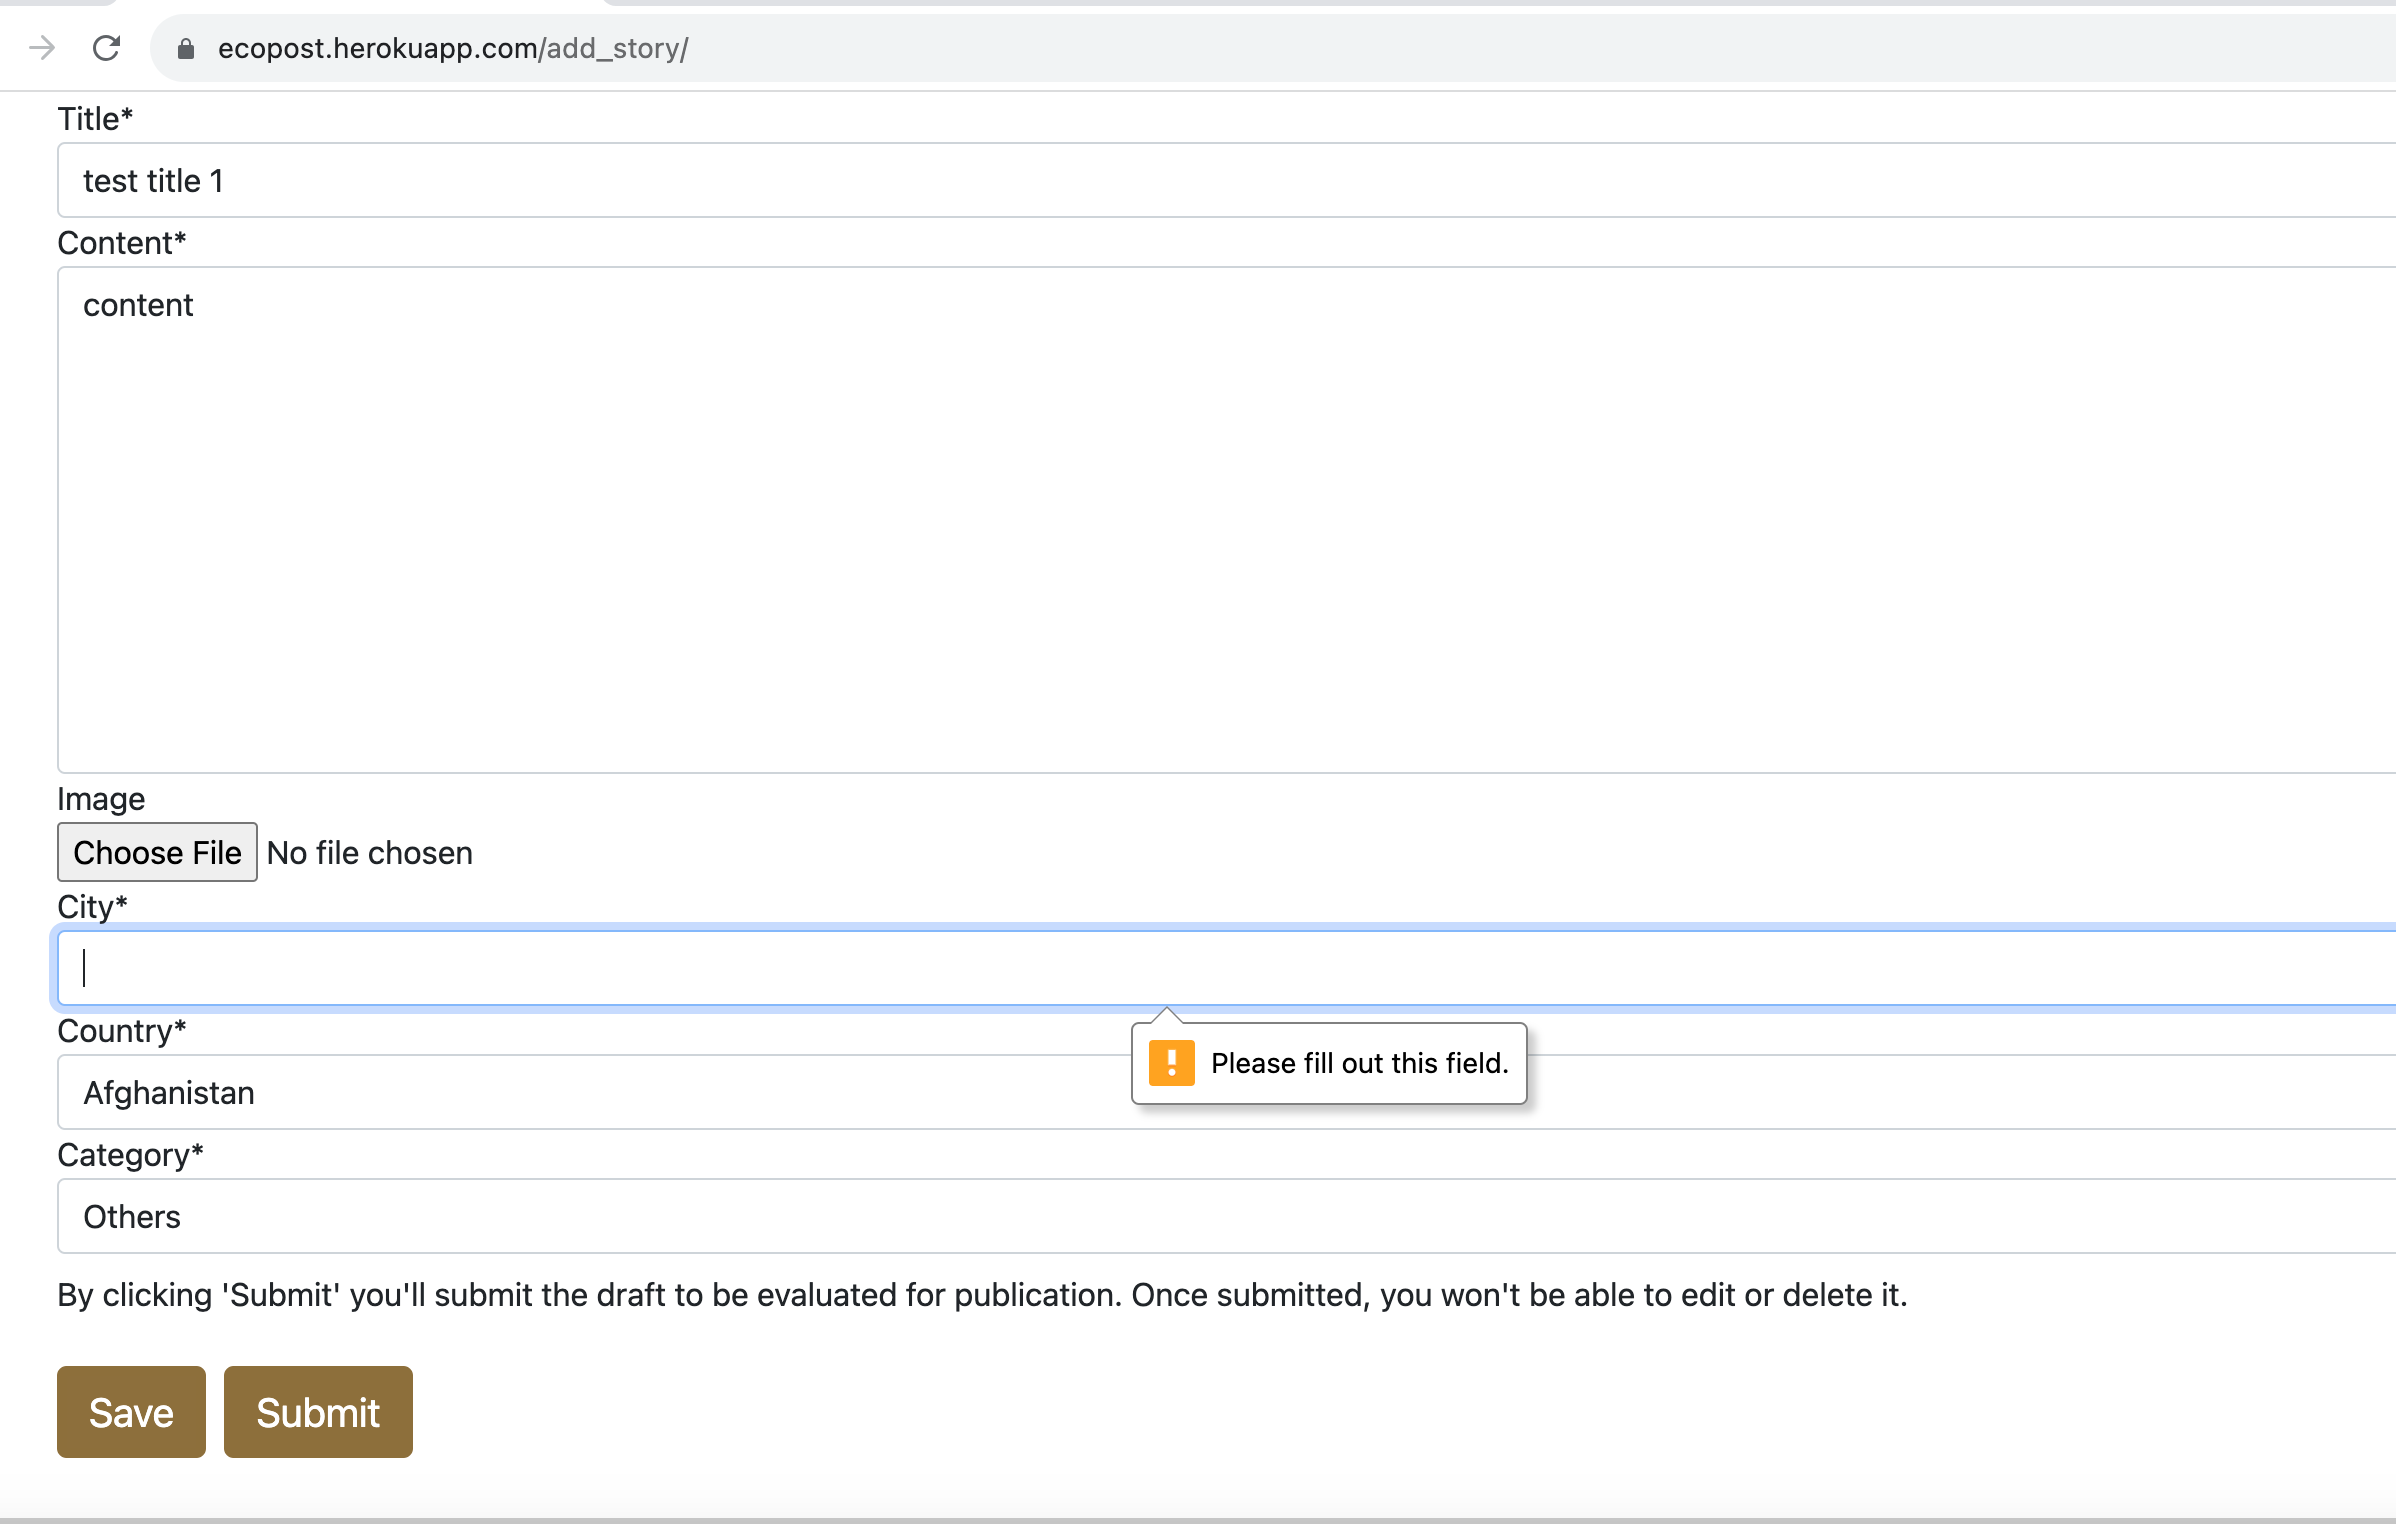 ecopost.herokuapp.com/add_story/
Title*
test title 1
Content*
content
Image
Choose File No file chosen
City*
Country*
Please fill out this field.
Afghanistan
Category*
Others
By clicking 'Submit' you'll submit the draft to be evaluated for publication. Once submitted, you won't be able to edit or delete it.
Save Submit